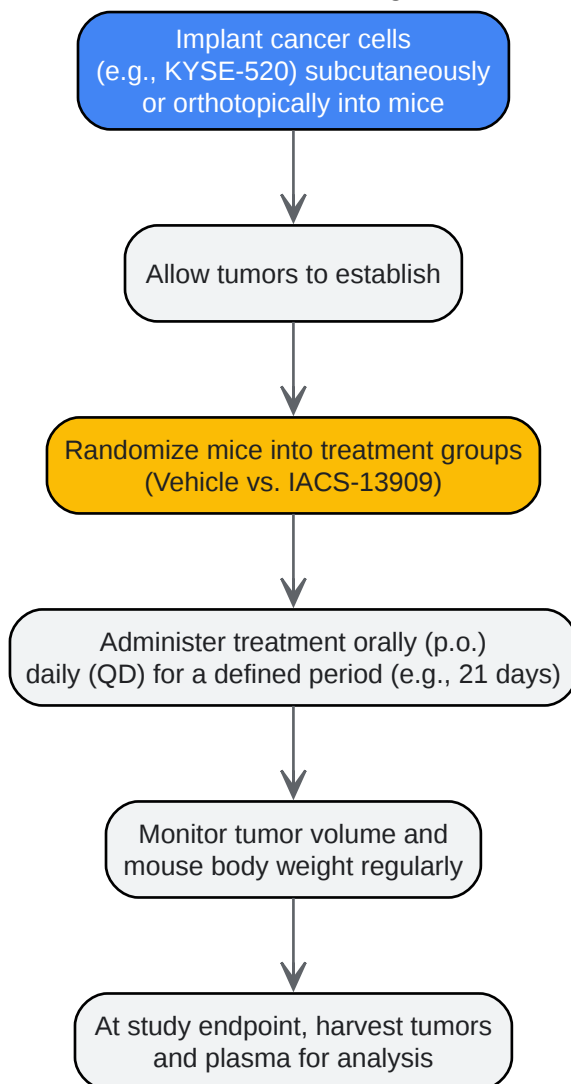 Implant cancer cells
(e.g., KYSE-520) subcutaneously
or orthotopically into mice
Allow tumors to establish
Randomize mice into treatment groups
(Vehicle vs. IACS-13909)
Administer treatment orally (p.o.)
daily (QD) for a defined period (e.g., 21 days)
Monitor tumor volume and
mouse body weight regularly
At study endpoint, harvest tumors
and plasma for analysis